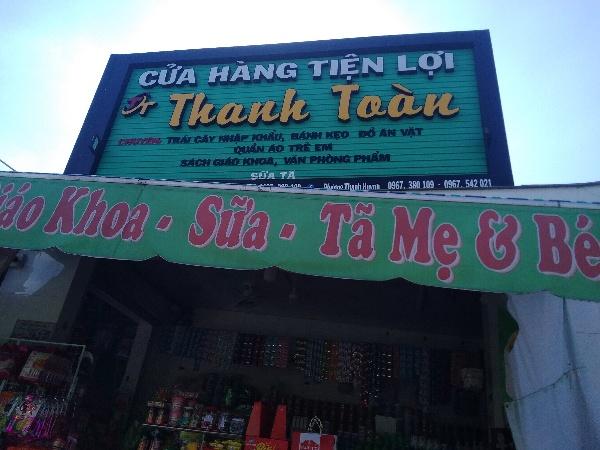 CỬA HÀNG TIỆN LỢI
Thanh Toàn
CHUYÊN: TRÁI CÂY NHẬP KHẨU, BÁNH KẸO ĐỒ ĂN VẶT
QUẦN ÁO TRẺ EM
SÁCH GIÁO KHOA, VĂN PHÒNG PHẨM
SỮA TÃ
0967. 380 109 - 0967. 542 021
Giáo Khoa - Sữa - Tã Mẹ & Bé